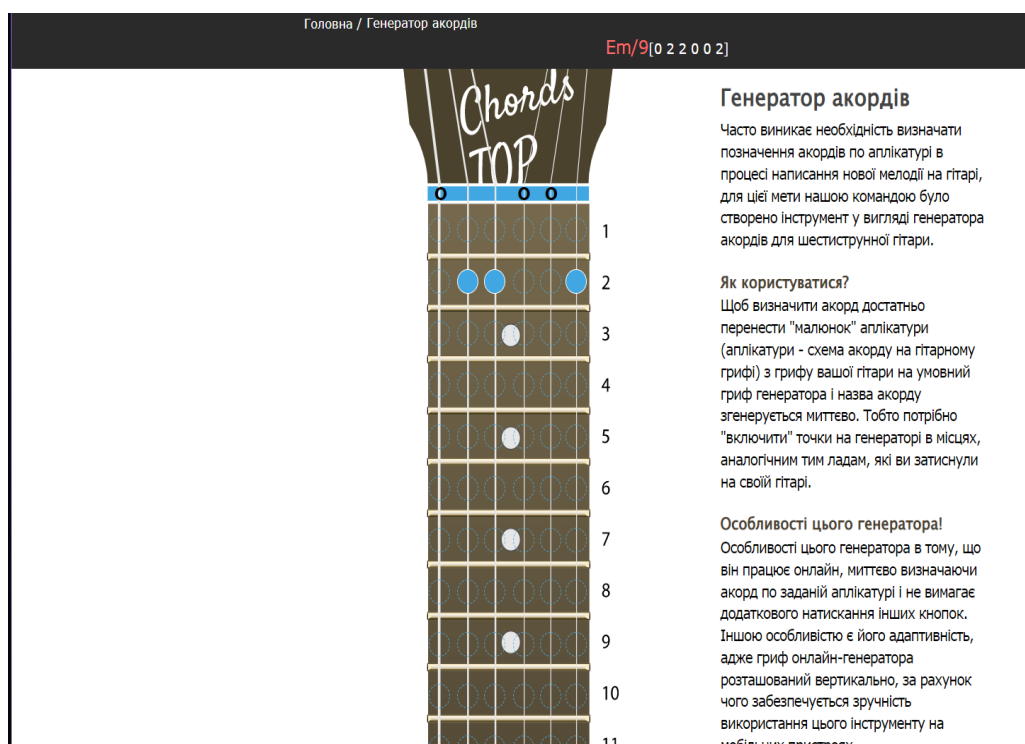 Головна / Генератор акордів
Em/9[0 2 2 0 0 2]
Chords
TOP
o o o
1
2
3
4
5
6
7
8
9
10
11
Генератор акордів
Часто виникає необхідність визначати
позначення акордів по аплікатурі в
процесі написання нової мелодії на гітарі,
для цієї мети нашою командою було
створено інструмент у вигляді генератора
акордів для шестиструнної гітари.
Як користуватися?
Щоб визначити акорд достатньо
перенести "малюнок" аплікатури
(аплікатури - схема акорду на гітарному
грифі) з грифу вашої гітари на умовний
гриф генератора і назва акорду
згенерується миттєво. Тобто потрібно
"включити" точки на генераторі в місцях,
аналогічним тим ладам, які ви затиснули
на своїй гітарі.
Особливості цього генератора!
Особливості цього генератора в тому, що
він працює онлайн, миттєво визначаючи
акорд по заданій аплікатурі і не вимагає
додаткового натискання інших кнопок.
Іншою особливістю є його адаптивність,
адже гриф онлайн-генератора
розташований вертикально, за рахунок
чого забезпечується зручність
використання цього інструменту на
мобільних пристроях